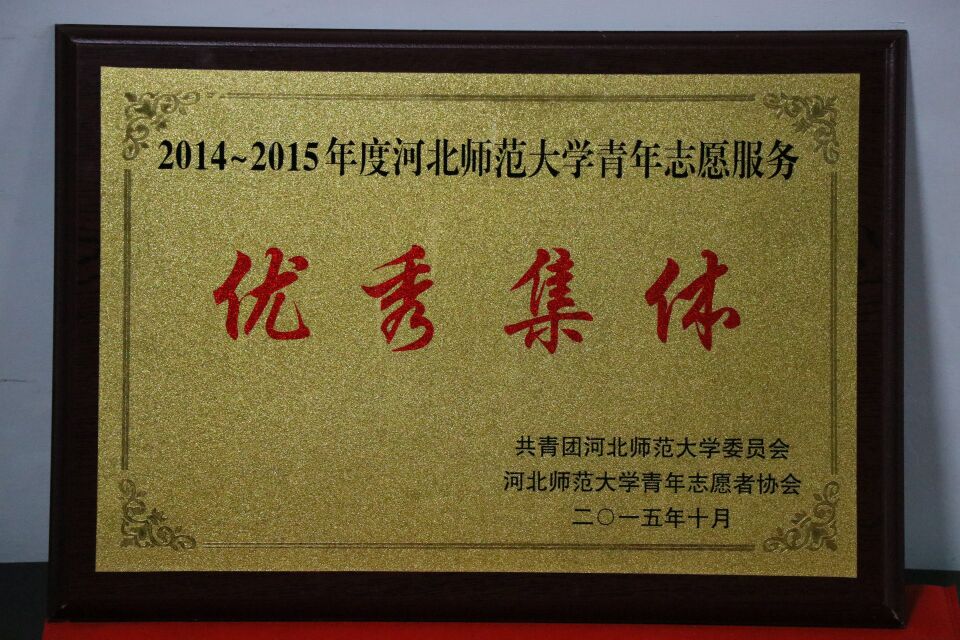 2014~2015年度河北师范大学青年志愿服务
优秀集体
共青团河北师范大学委员会
河北师范大学青年志愿者协会
二〇一五年十月